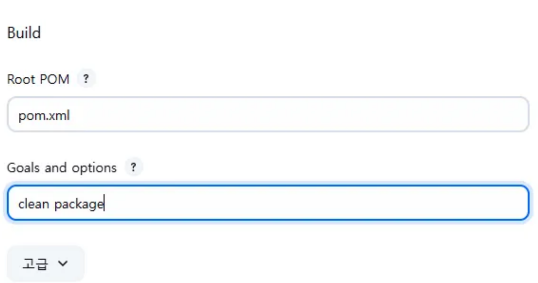 Build
Root POM ?
pom.xml
Goals and options ?
clean package
고급